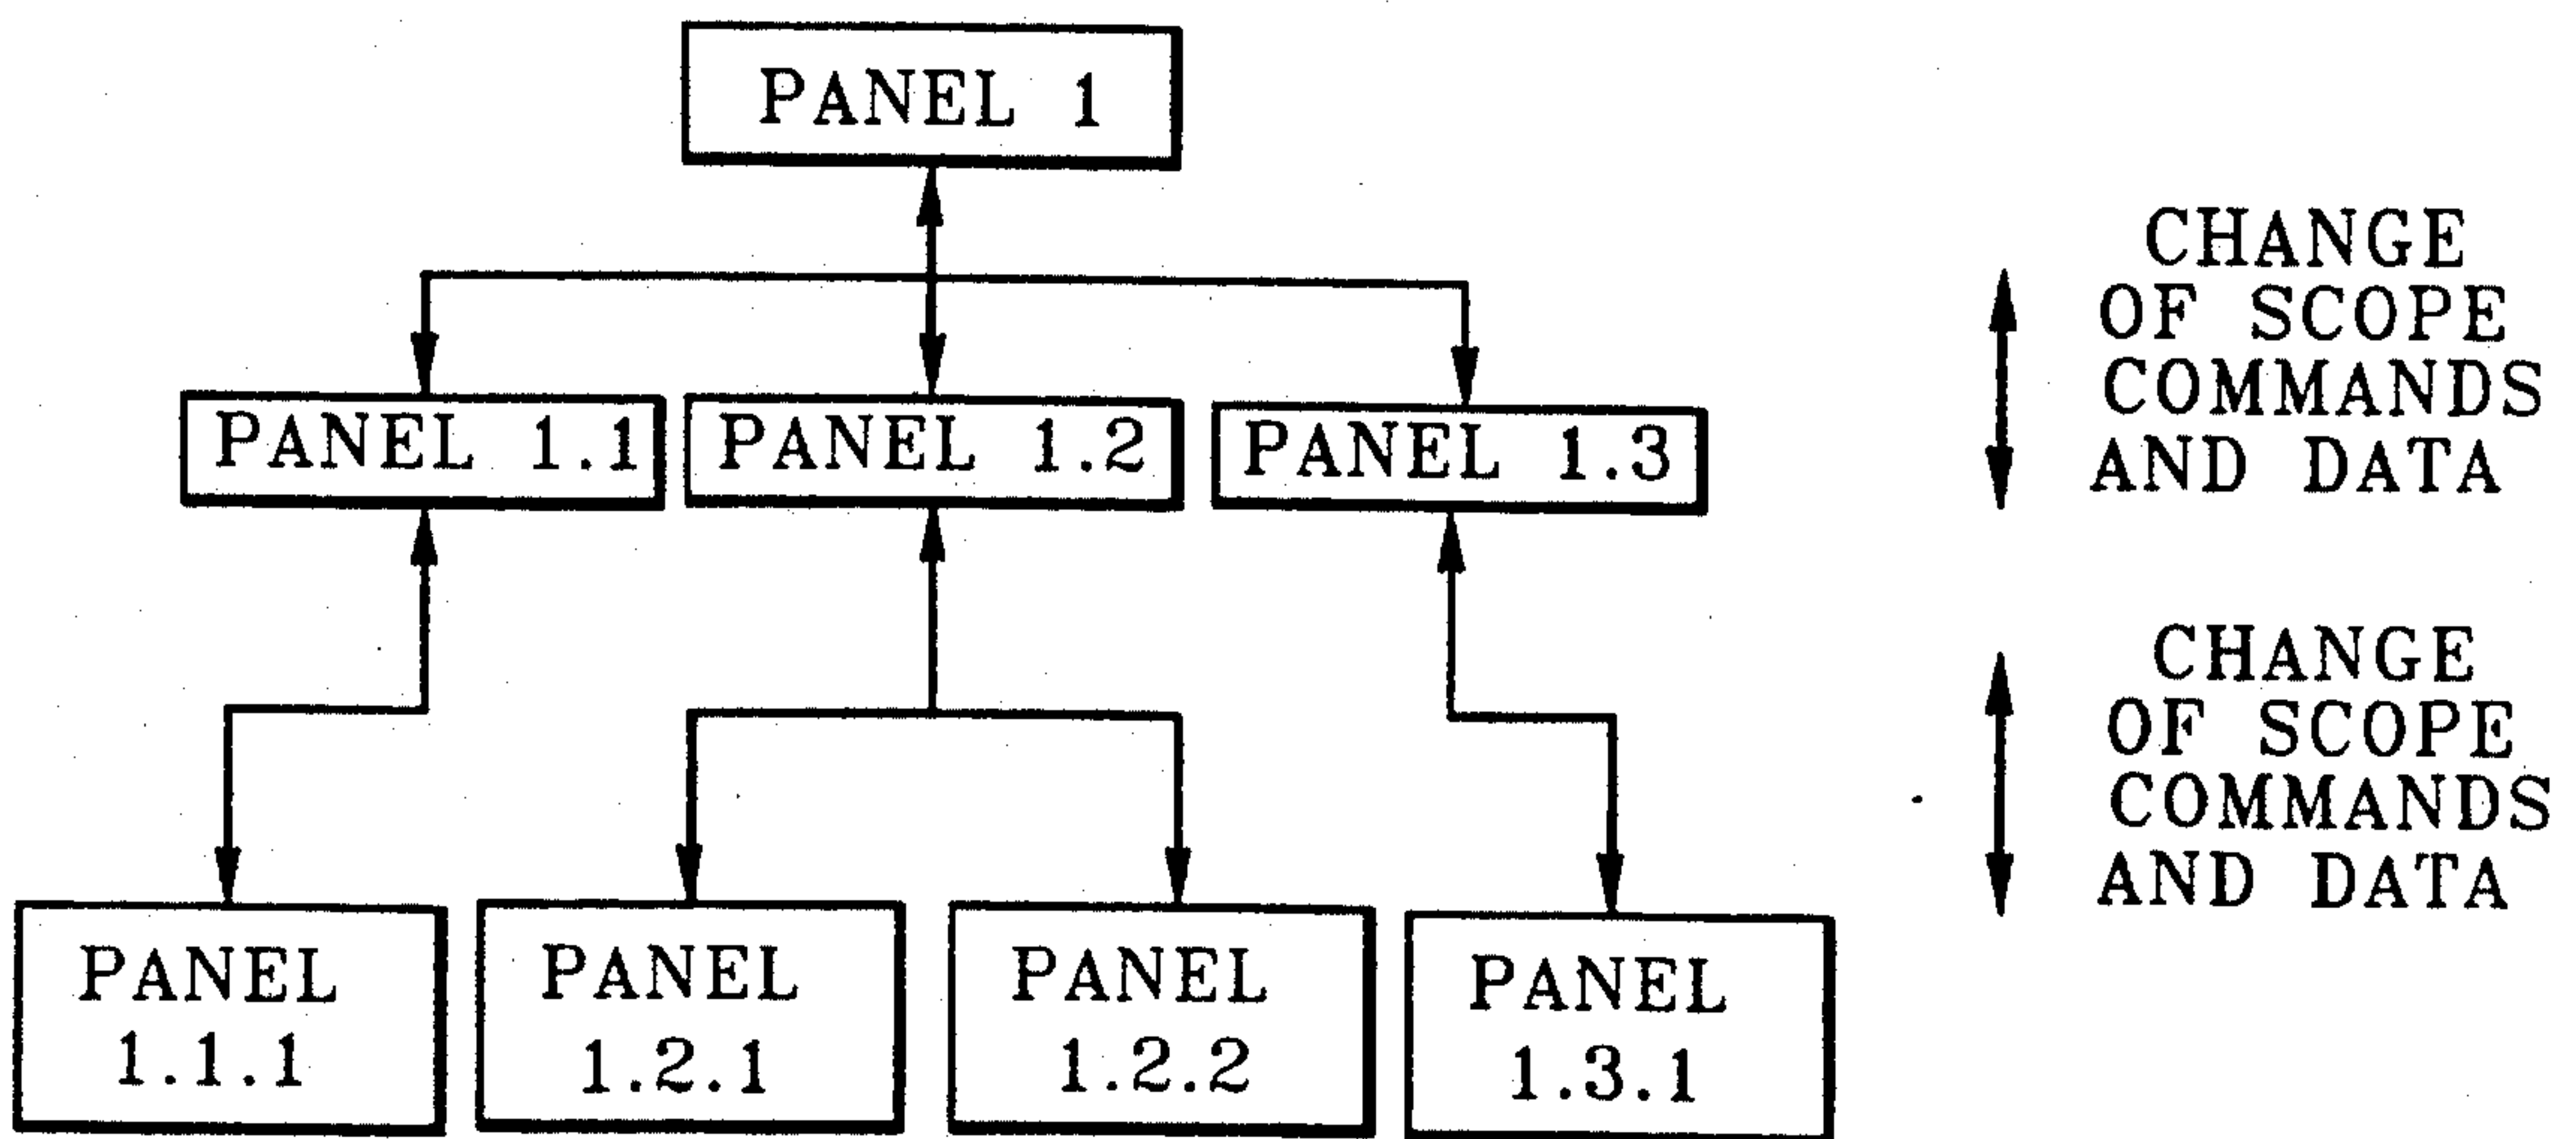 PANEL 1
CHANGE
OF SCOPE
COMMANDS
AND DATA
PANEL 1.1
PANEL 1.2
PANEL 1.3
CHANGE
OF SCOPE
COMMANDS
AND DATA
PANEL
1.1.1
PANEL
1.2.1
PANEL
1.2.2
PANEL
1.3.1